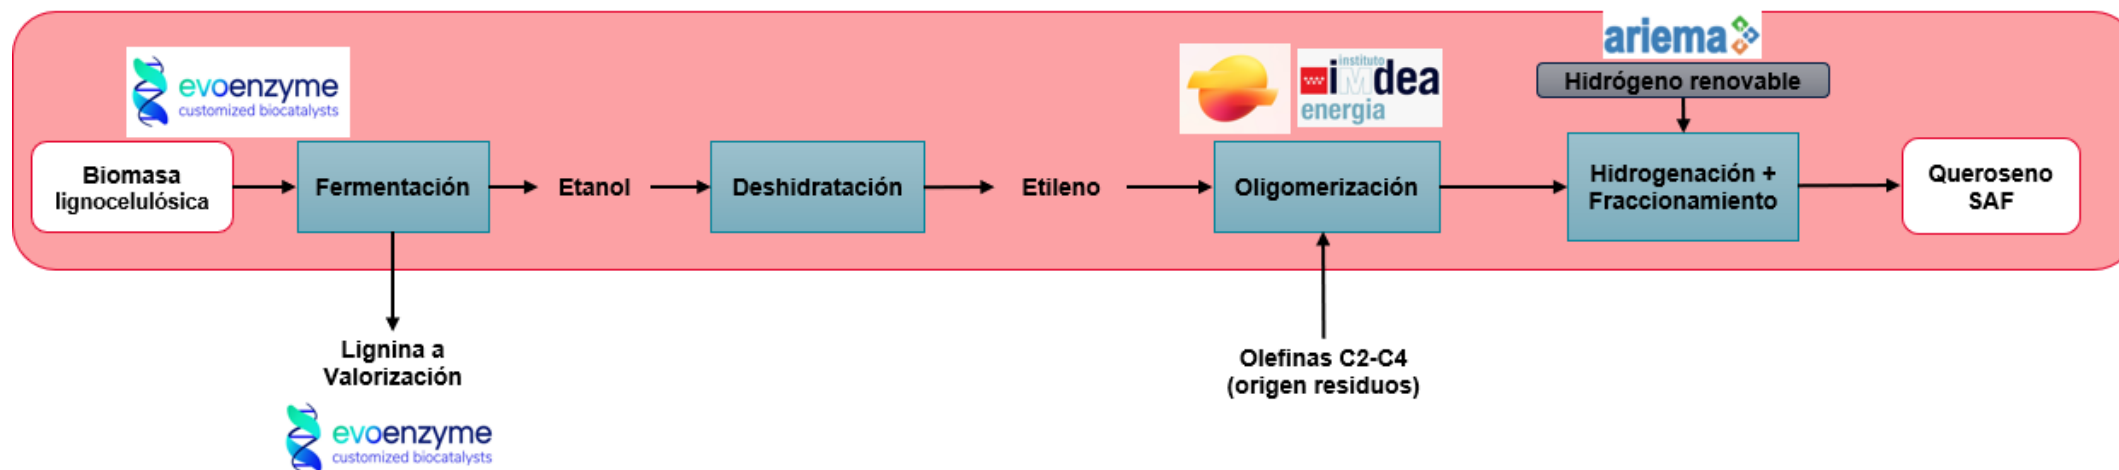 ariema
Hidrógeno renovable
evoenzyme
customized biocatalysts
instituto
imdea
energía
Biomasa
lignocelulósica
Fermentación
Etanol
Deshidratación
Etileno
Oligomerización
Hidrogenación +
Fraccionamiento
Queroseno
SAF
Lignina a
Valorización
Olefinas C2-C4
(origen residuos)
evoenzyme
customized biocatalysts